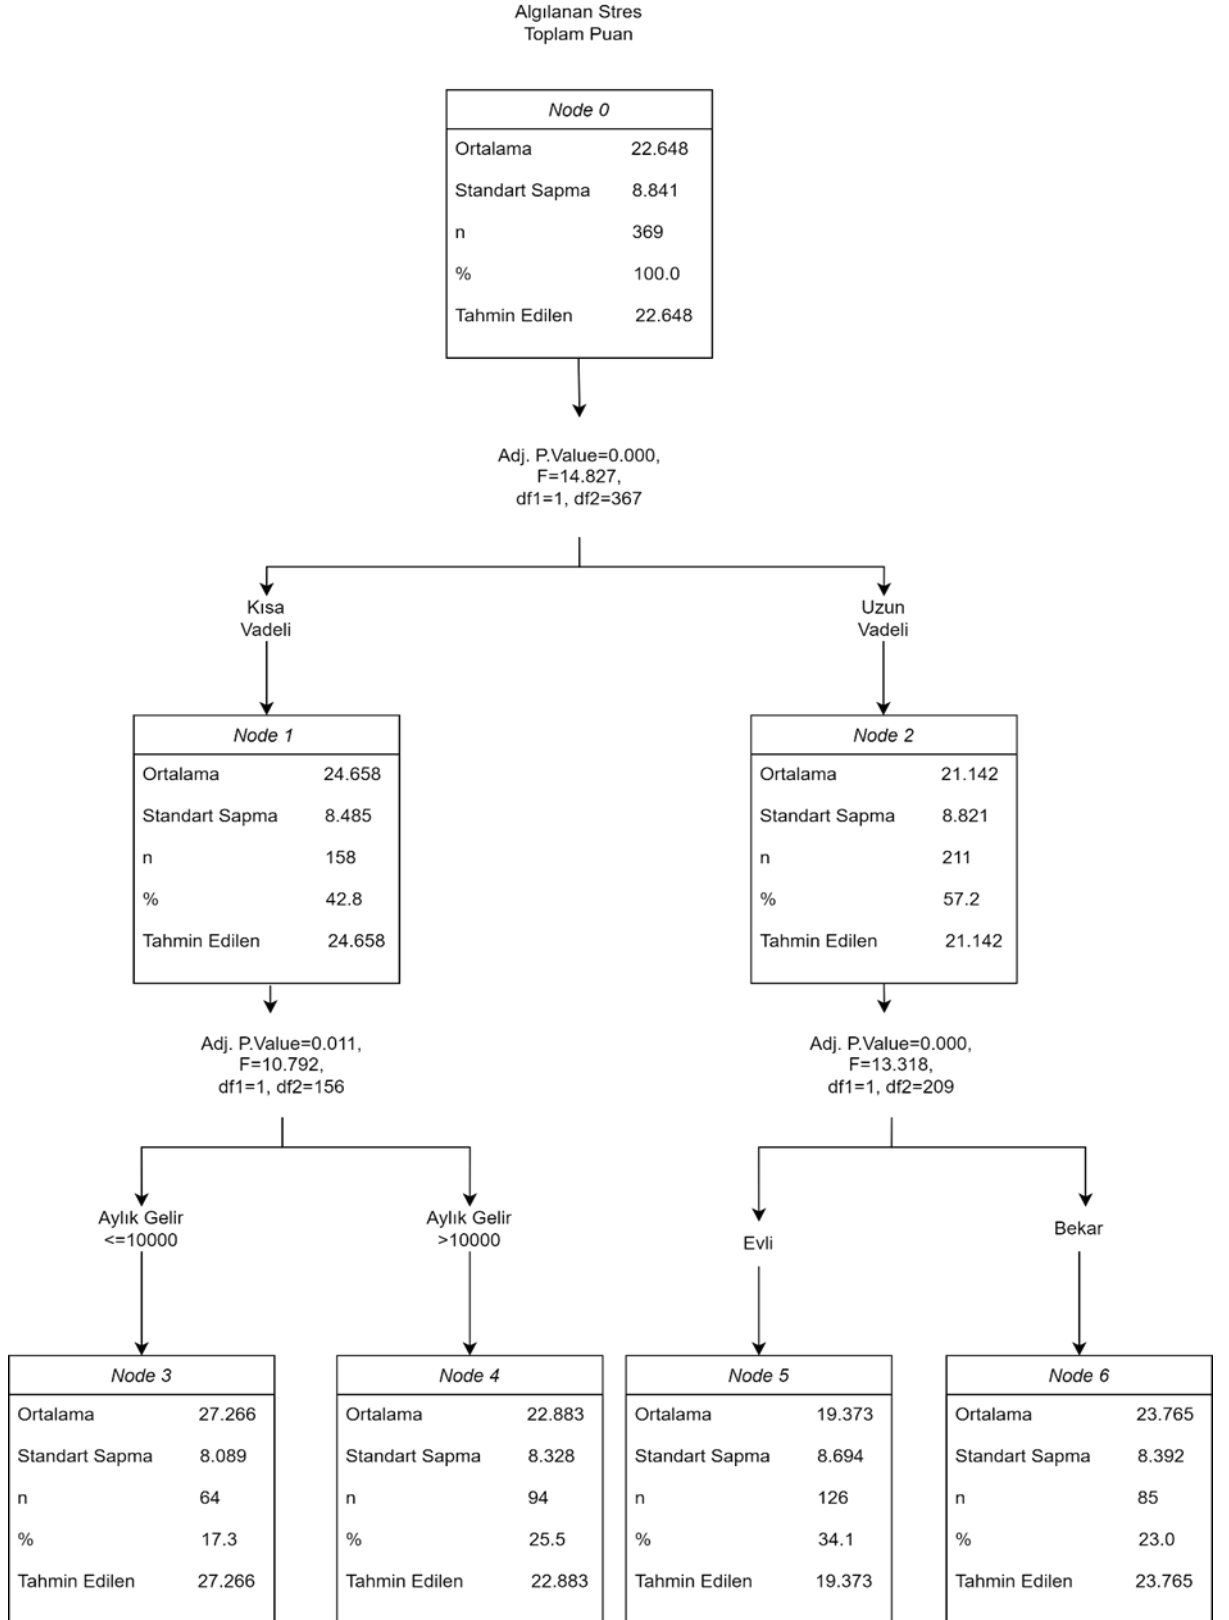 Algılanan Stres
Toplam Puan
Node 0
Ortalama 22.648
Standart Sapma 8.841
n 369
% 100.0
Tahmin Edilen 22.648
Adj. P.Value=0.000,
F=14.827,
df1=1, df2=367
Kısa
Vadeli
Uzun
Vadeli
Node 1
Ortalama 24.658
Standart Sapma 8.485
n 158
% 42.8
Tahmin Edilen 24.658
Node 2
Ortalama 21.142
Standart Sapma 8.821
n 211
% 57.2
Tahmin Edilen 21.142
Adj. P.Value=0.011,
F=10.792,
df1=1, df2=156
Adj. P.Value=0.000,
F=13.318,
df1=1, df2=209
Aylık Gelir
<=10000
Aylık Gelir
>10000
Evli
Bekar
Node 3
Ortalama 27.266
Standart Sapma 8.089
n 64
% 17.3
Tahmin Edilen 27.266
Node 4
Ortalama 22.883
Standart Sapma 8.328
n 94
% 25.5
Tahmin Edilen 22.883
Node 5
Ortalama 19.373
Standart Sapma 8.694
n 126
% 34.1
Tahmin Edilen 19.373
Node 6
Ortalama 23.765
Standart Sapma 8.392
n 85
% 23.0
Tahmin Edilen 23.765